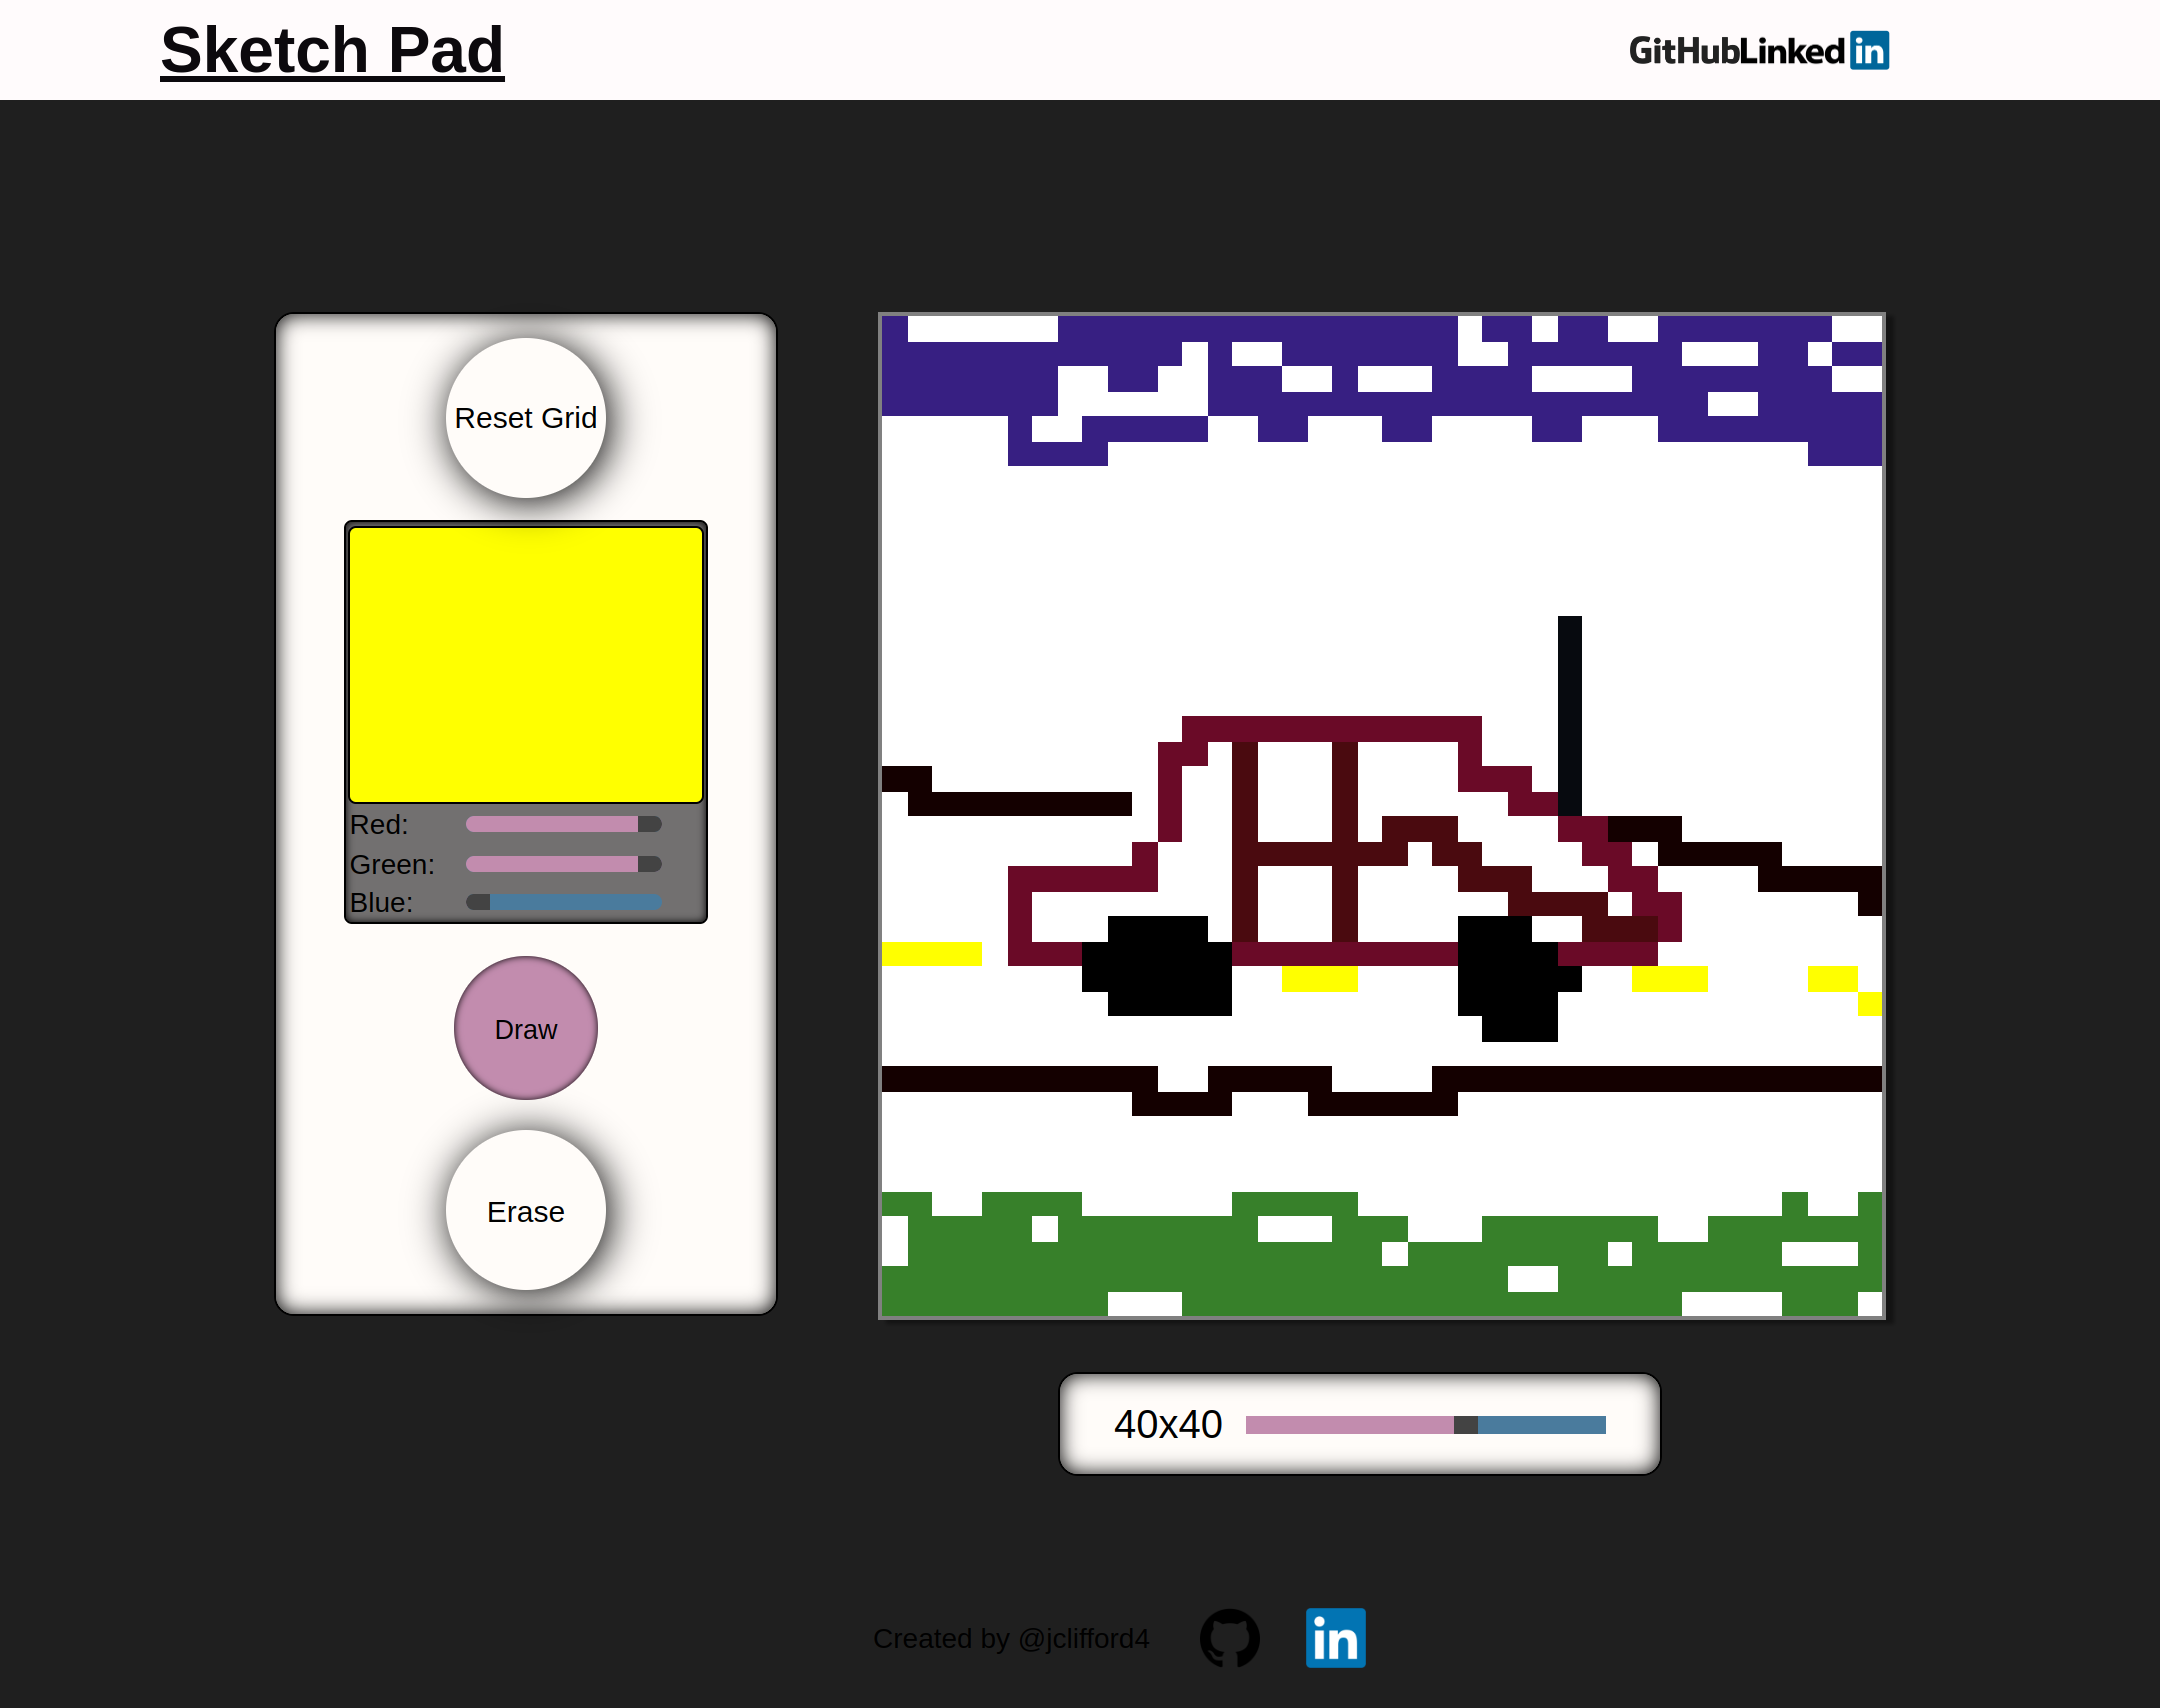 Sketch Pad
GitHub Linked in
Reset Grid
Red:
Green:
Blue:
Draw
Erase
40x40
Created by @jclifford4
in